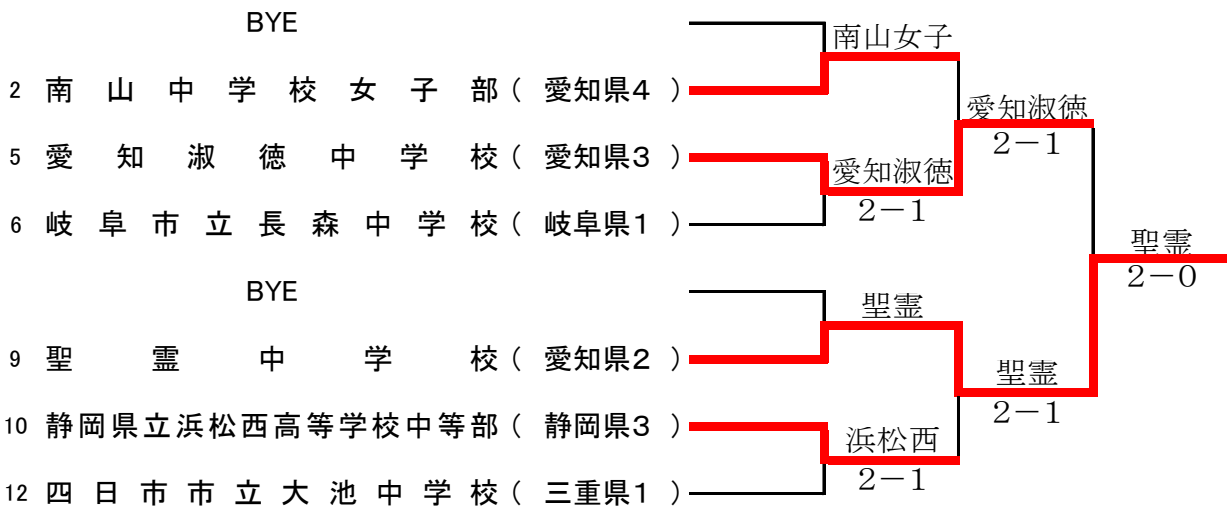 BYE
南山女子
2 南山中学校女子部（愛知県4）
愛知淑徳
2－1
5 愛知淑徳中学校（愛知県3）
愛知淑徳
2－1
6 岐阜市立長森中学校（岐阜県1）
聖霊
2－0
BYE
聖霊
9 聖霊中学校（愛知県2）
聖霊
2－1
10 静岡県立浜松西高等学校中等部（静岡県3）
浜松西
2－1
12 四日市市立大池中学校（三重県1）